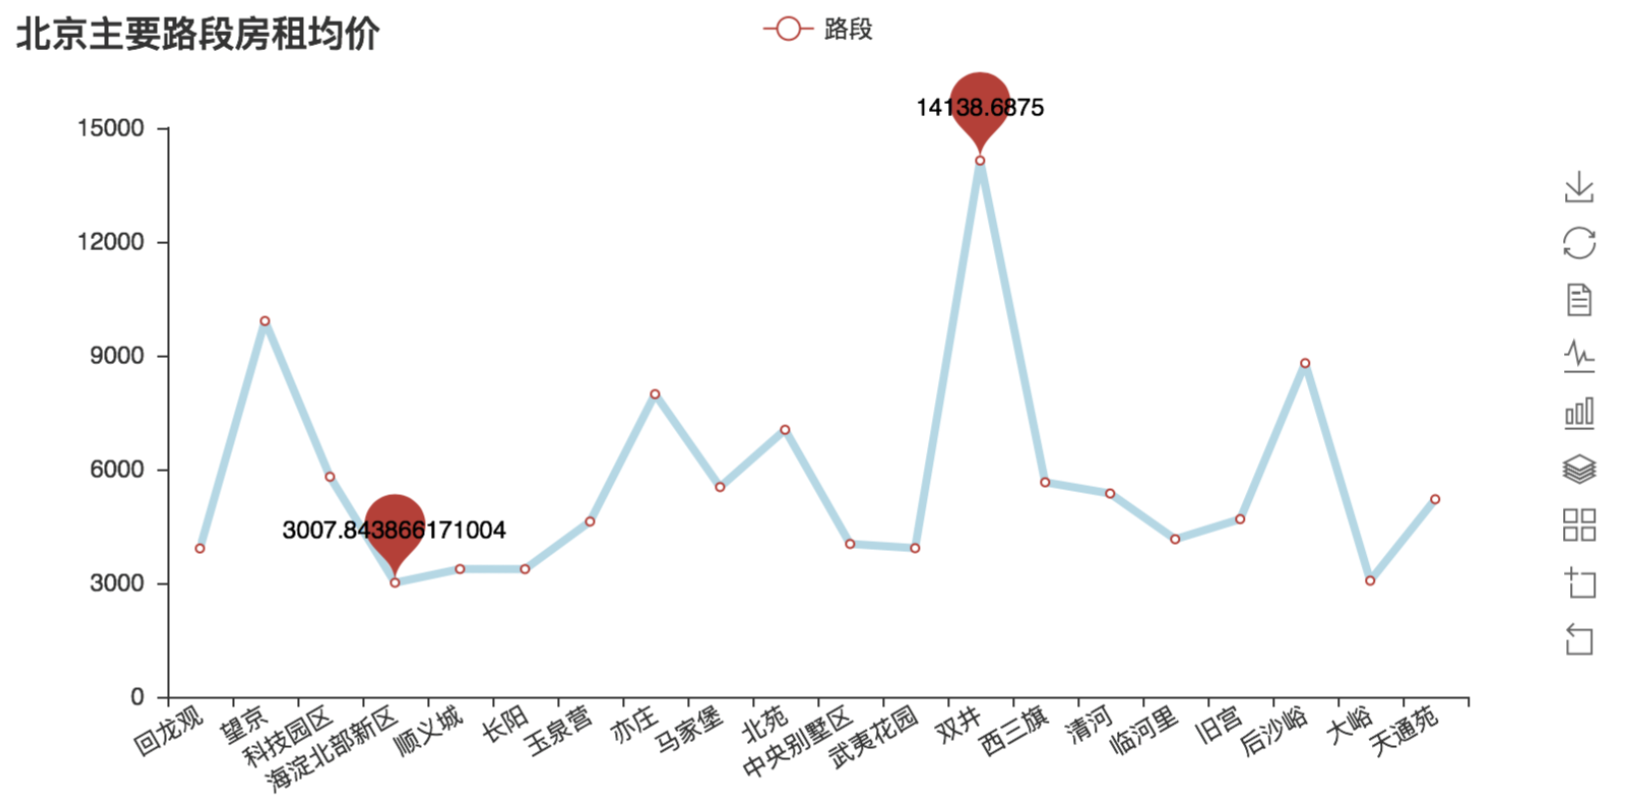 北京主要路段房租均价
路段
14138.6875
15000
12000
9000
6000
3007.843866171004
3000
0
回龙观
望京
科技园区
海淀北部新区
顺义城
长阳
玉泉营
亦庄
马家堡
北苑
中央别墅区
武夷花园
双井
西三旗
清河
临河里
旧宫
后沙峪
大峪
天通苑